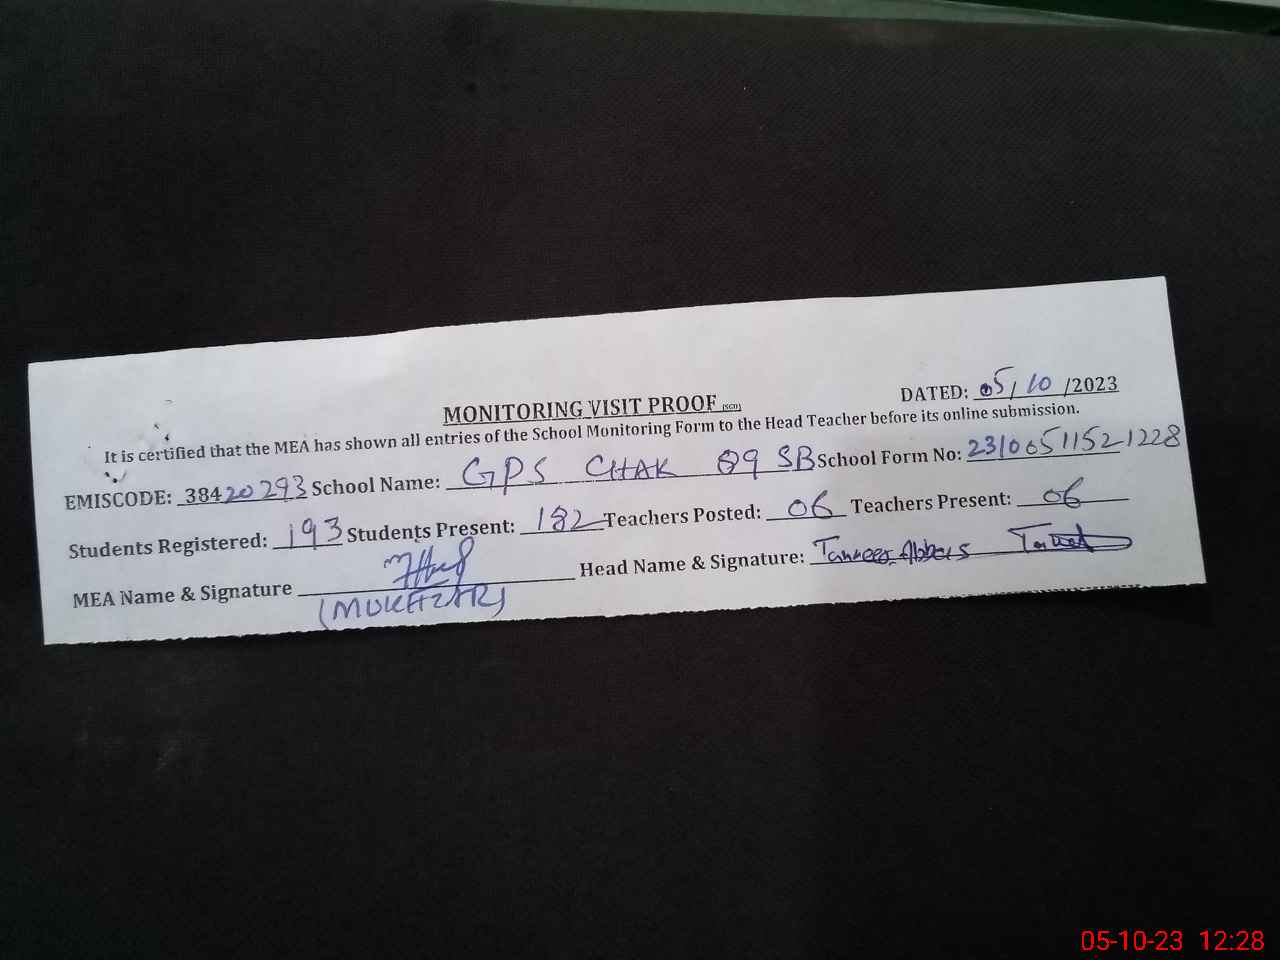 DATED: 05/10/2023
MONITORING VISIT PROOF (SGD)
It is certified that the MEA has shown all entries of the School Monitoring Form to the Head Teacher before its online submission.
EMISCODE: 38420293 School Name: GPS CHAK 89 SB School Form No: 23100511521228
Students Registered: 193 Students Present: 182 Teachers Posted: 06 Teachers Present: 06
MEA Name & Signature Head Name & Signature: Abbas
(MUKHTAR)
05-10-23 12:28